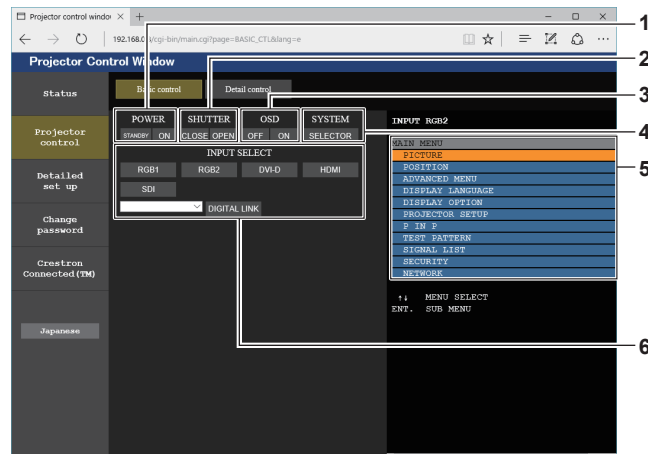 Projector control windo
192.168.0.8/cgi-bin/main.cgi?page=BASIC_CTL&lang=e
Projector Control Window
Status
Projector control
Detailed set up
Change password
Crestron Connected(TM)
Japanese
Basic control
Detail control
POWER
STANDBY ON
SHUTTER
CLOSE OPEN
OSD
OFF ON
SYSTEM
SELECTOR
INPUT SELECT
RGB1 RGB2 DVI-D HDMI
SDI
DIGITAL LINK
INPUT RGB2
MAIN MENU
PICTURE
POSITION
ADVANCED MENU
DISPLAY LANGUAGE
DISPLAY OPTION
PROJECTOR SETUP
P IN P
TEST PATTERN
SIGNAL LIST
SECURITY
NETWORK
↑↓ MENU SELECT
ENT. SUB MENU
1
2
3
4
5
6